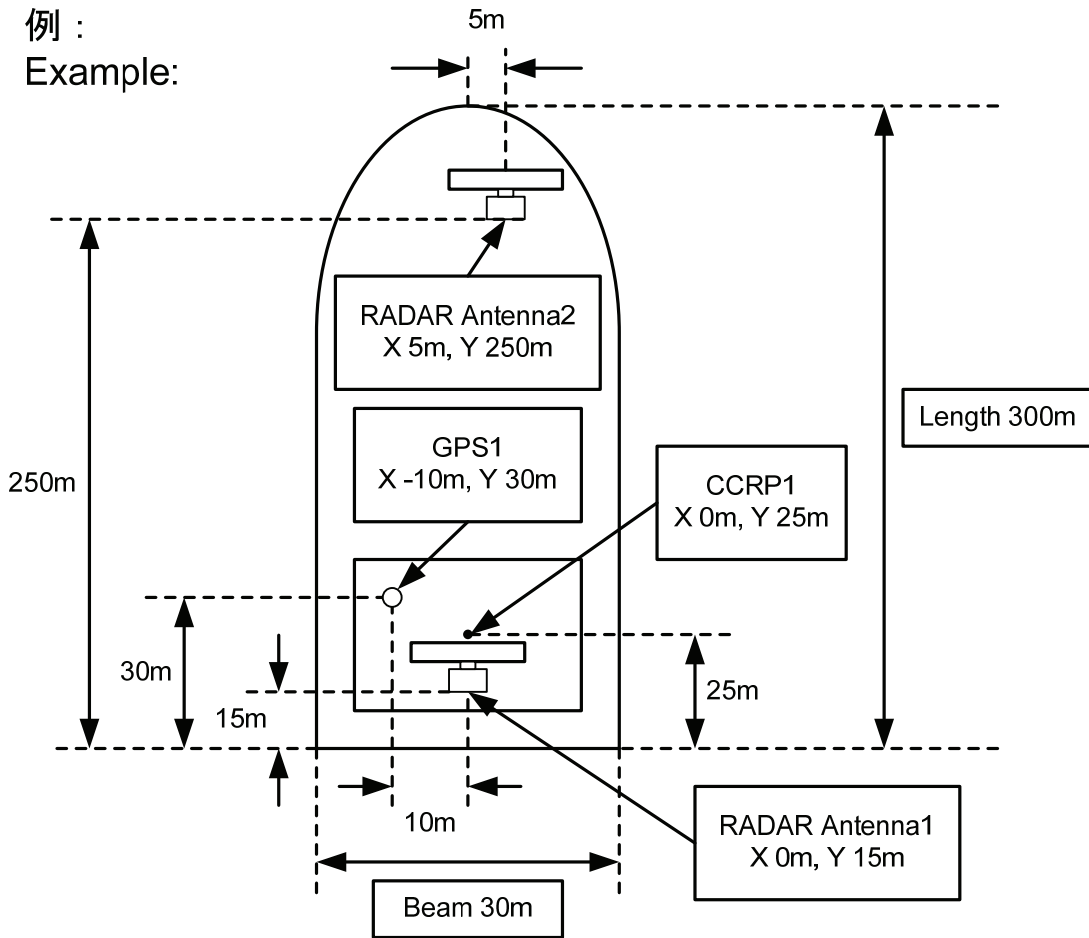 例：
Example:
5m
RADAR Antenna2
X 5m, Y 250m
Length 300m
GPS1
X -10m, Y 30m
CCRP1
X 0m, Y 25m
250m
30m
25m
15m
10m
RADAR Antenna1
X 0m, Y 15m
Beam 30m